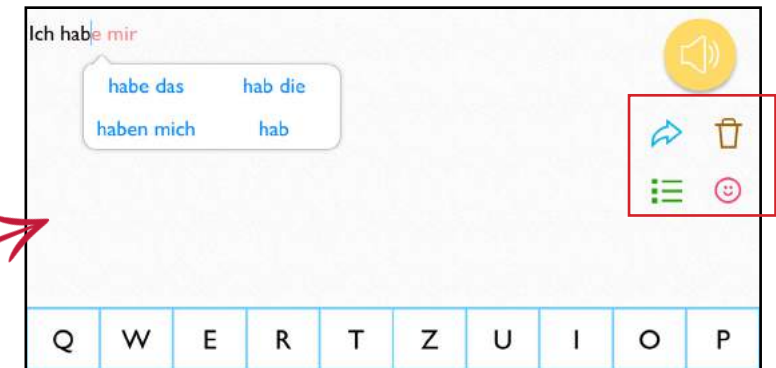 Ich habe mir
habe das hab die
haben mich hab
Q W E R T Z U I O P